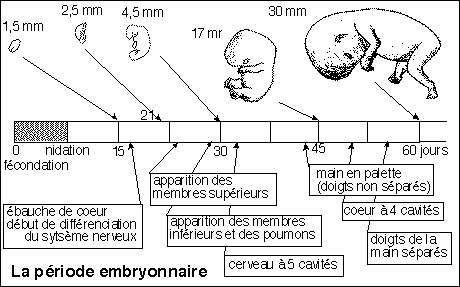 1,5 mm
2,5 mm
4,5 mm
17 mm
30 mm
21
0
15
30
45
60 jours
nidation
fécondation
ébauche de coeur
début de différenciation
du sytsème nerveux
apparition des
membres supérieurs
apparition des membres
inférieurs et des poumons
cerveau à 5 cavités
main en palette
(doigts non séparés)
coeur à 4 cavités
doigts de la
main séparés
La période embryonnaire